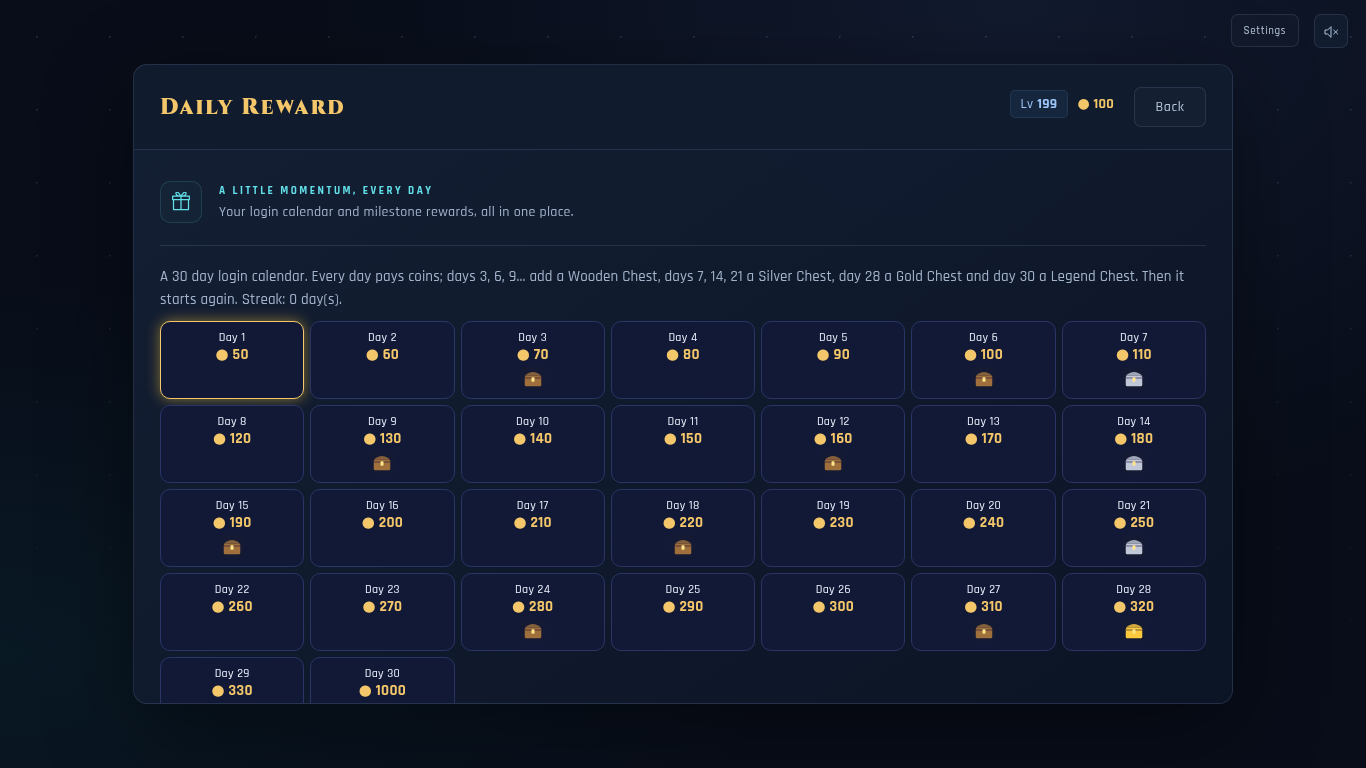 Settings
Daily Reward
Lv 199
100
Back
A LITTLE MOMENTUM, EVERY DAY
Your login calendar and milestone rewards, all in one place.
A 30 day login calendar. Every day pays coins; days 3, 6, 9... add a Wooden Chest, days 7, 14, 21 a Silver Chest, day 28 a Gold Chest and day 30 a Legend Chest. Then it
starts again. Streak: 0 day(s).
Day 1
50
Day 2
60
Day 3
70
Day 4
80
Day 5
90
Day 6
100
Day 7
110
Day 8
120
Day 9
130
Day 10
140
Day 11
150
Day 12
160
Day 13
170
Day 14
180
Day 15
190
Day 16
200
Day 17
210
Day 18
220
Day 19
230
Day 20
240
Day 21
250
Day 22
260
Day 23
270
Day 24
280
Day 25
290
Day 26
300
Day 27
310
Day 28
320
Day 29
330
Day 30
1000